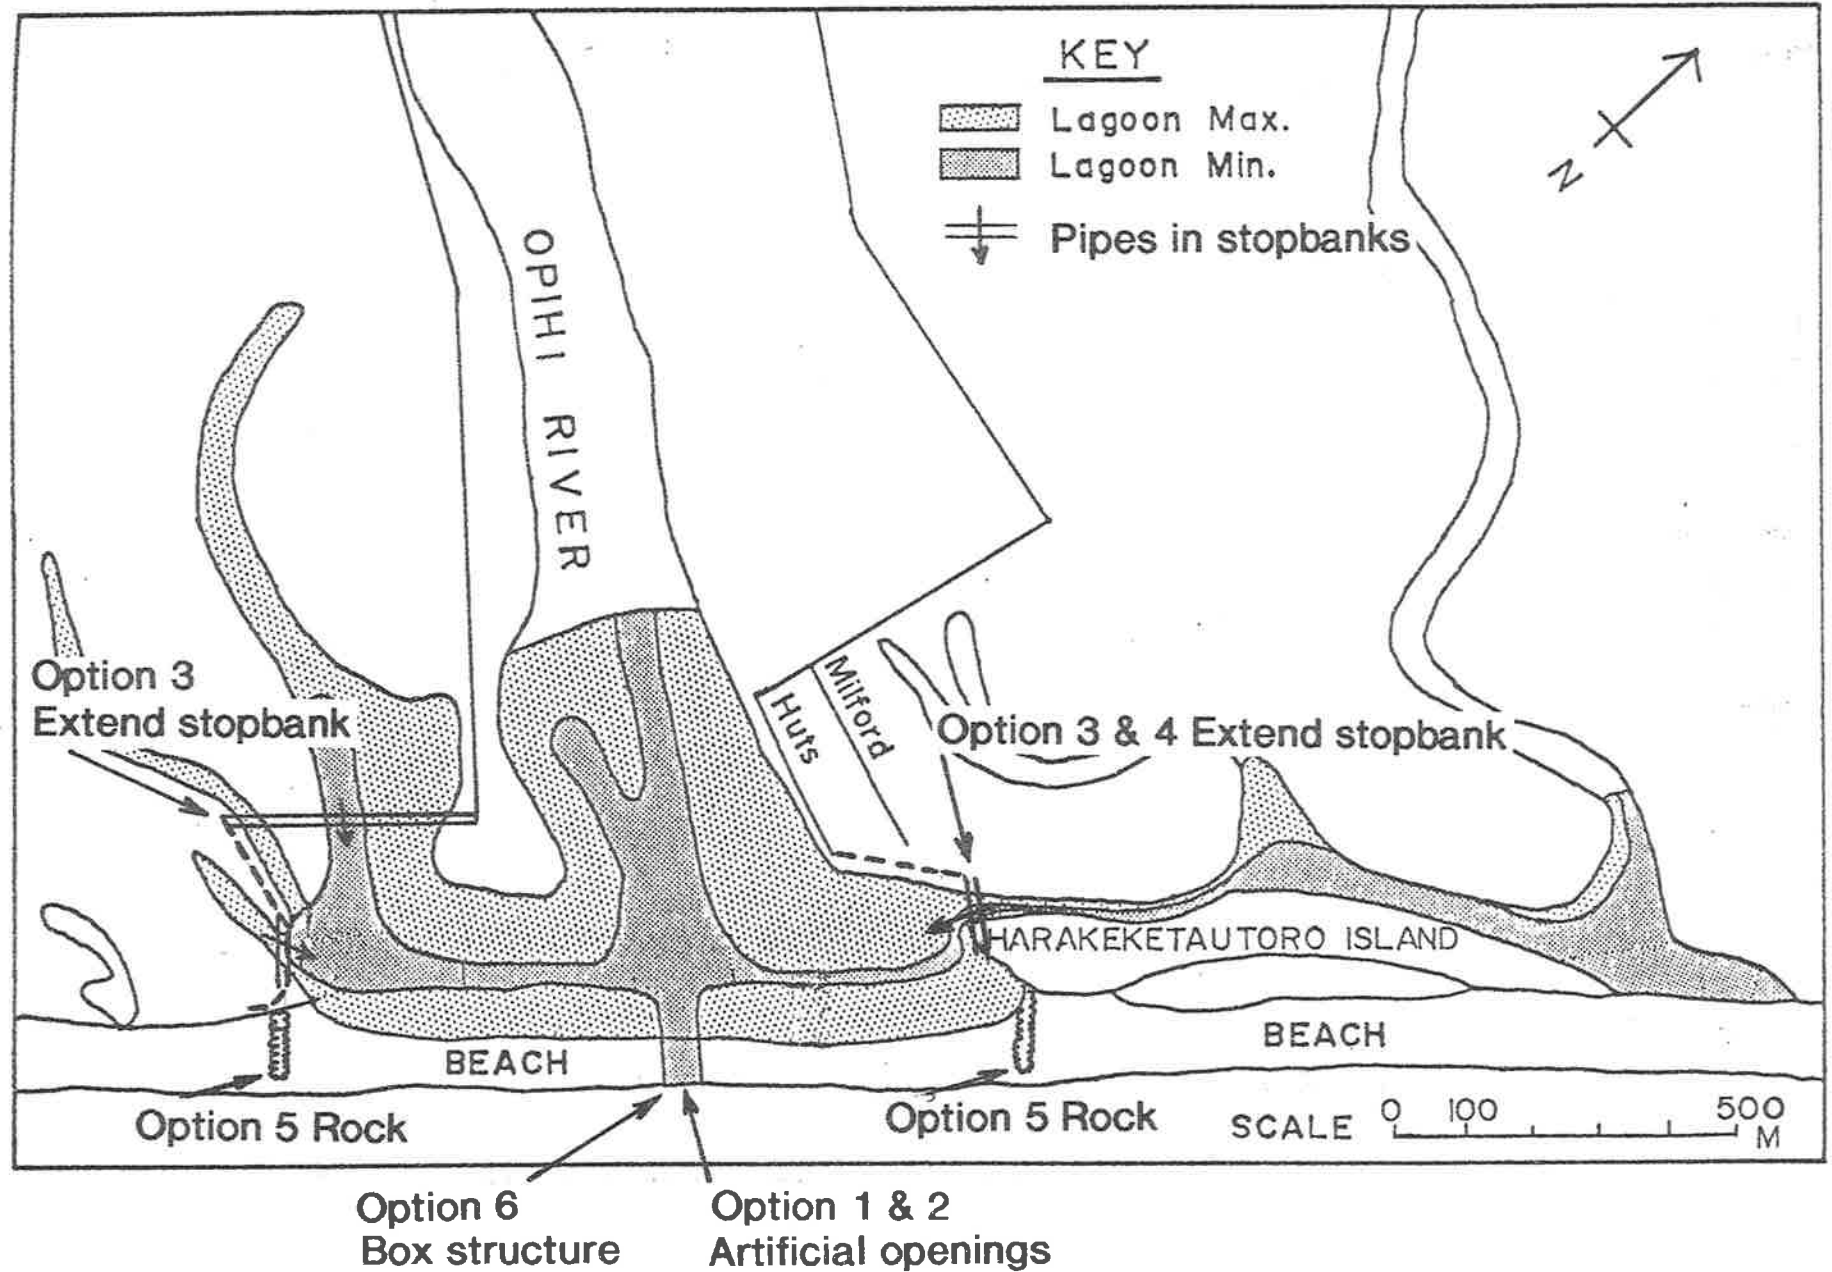 KEY
Lagoon Max.
Lagoon Min.
Pipes in stopbanks
N
OPIHI RIVER
Option 3
Extend stopbank
Milford
Huts
Option 3 & 4 Extend stopbank
HARAKEKETAUTORO ISLAND
BEACH
BEACH
Option 5 Rock
Option 5 Rock
SCALE 0 100 500
M
Option 6
Box structure
Option 1 & 2
Artificial openings